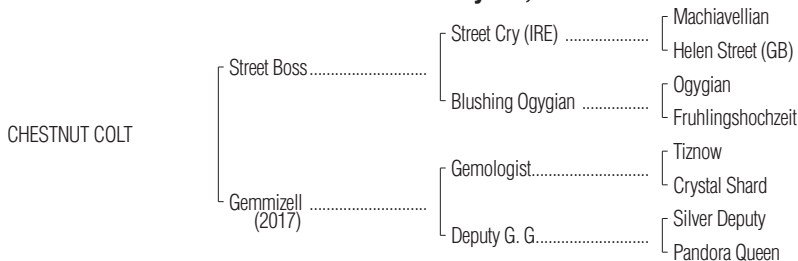 Machiavellian
Street Cry (IRE) ..................
Helen Street (GB)
Street Boss..........................
Ogygian
Blushing Ogygian ..............
Fruhlingshochzeit
CHESTNUT COLT
Tiznow
Gemologist.........................
Crystal Shard
Gemmizell ..........................
(2017)
Silver Deputy
Deputy G. G........................
Pandora Queen